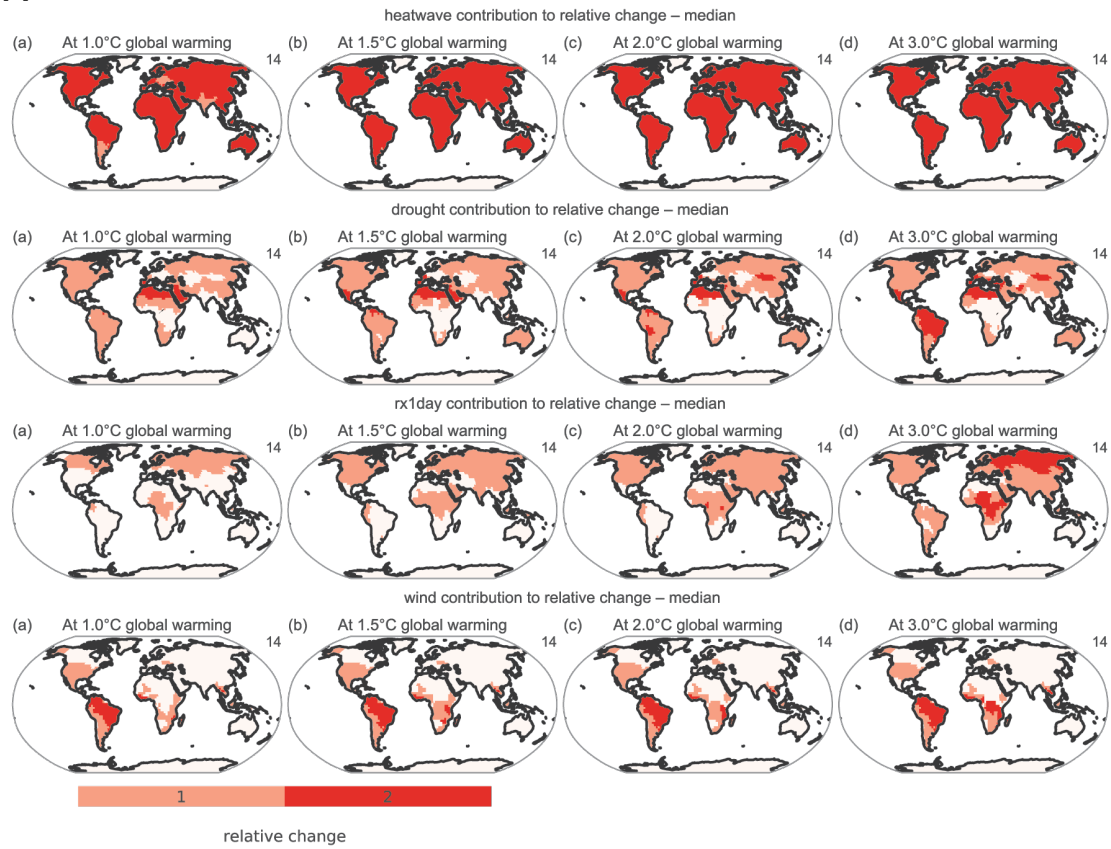 heatwave contribution to relative change – median
(a) At 1.0°C global warming (b) At 1.5°C global warming (c) At 2.0°C global warming (d) At 3.0°C global warming
14 14 14 14
drought contribution to relative change – median
(a) At 1.0°C global warming (b) At 1.5°C global warming (c) At 2.0°C global warming (d) At 3.0°C global warming
14 14 14 14
rx1day contribution to relative change – median
(a) At 1.0°C global warming (b) At 1.5°C global warming (c) At 2.0°C global warming (d) At 3.0°C global warming
14 14 14 14
wind contribution to relative change – median
(a) At 1.0°C global warming (b) At 1.5°C global warming (c) At 2.0°C global warming (d) At 3.0°C global warming
14 14 14 14
1 2
relative change